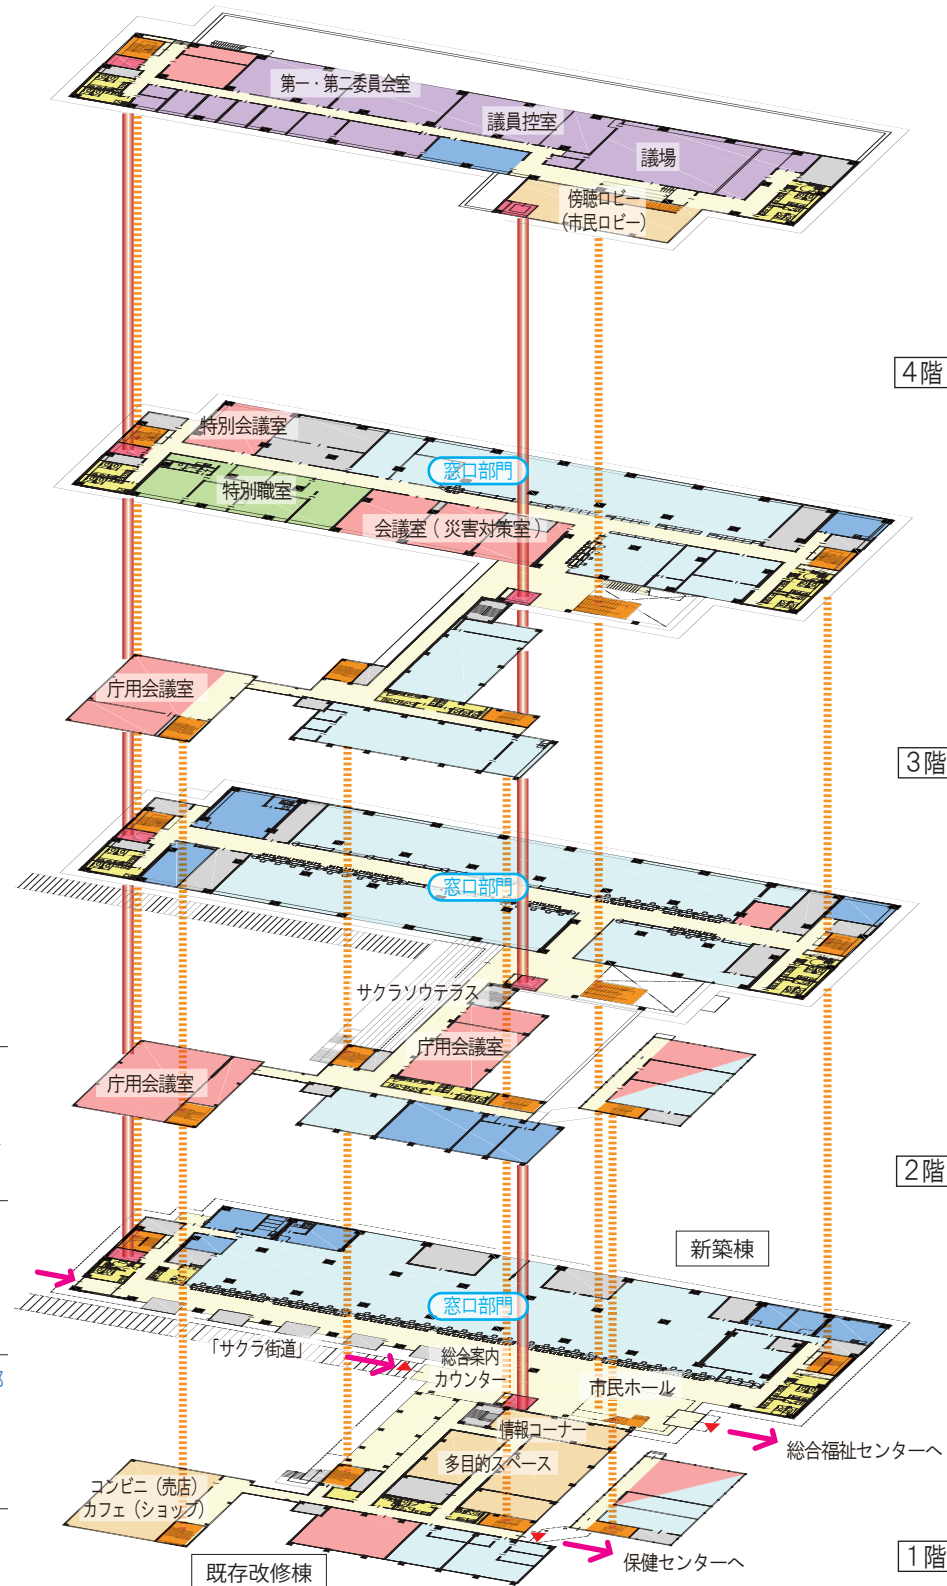 第一・第二委員会室
議員控室
議場
傍聴ロビー
(市民ロビー)
4階
特別会議室
窓口部門
特別職室
会議室(災害対策室)
庁用会議室
3階
窓口部門
サクラソウテラス
庁用会議室
庁用会議室
2階
新築棟
窓口部門
「サクラ街道」
総合案内
カウンター
市民ホール
情報コーナー
総合福祉センターへ
多目的スペース
コンビニ(売店)
カフェ(ショップ)
保健センターへ
既存改修棟
1階